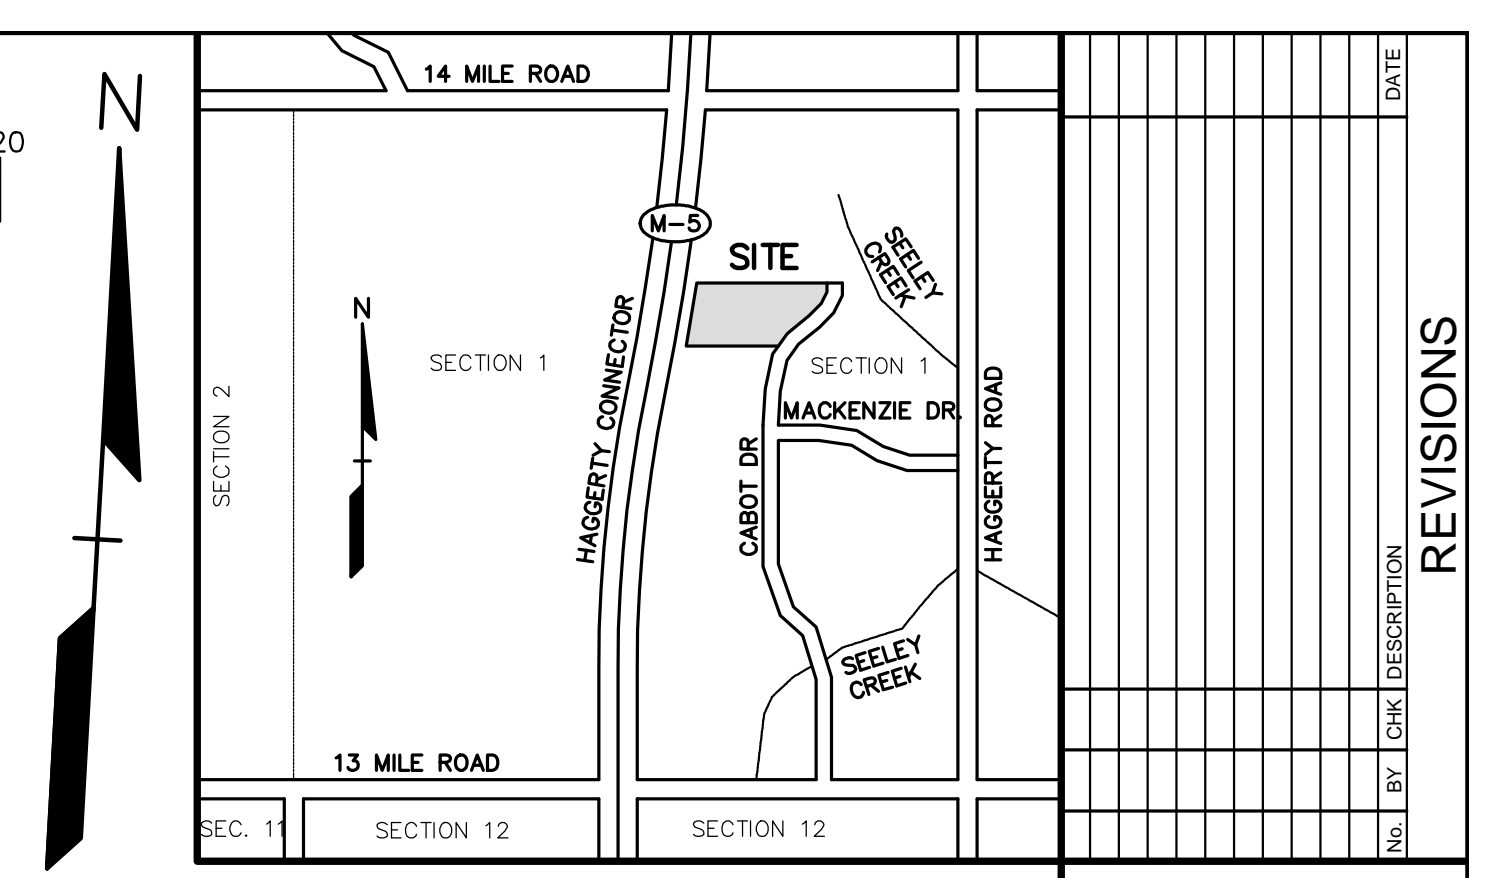 N
20
14 MILE ROAD
M-5
SITE
SEELEY
CREEK
N
HAGGERTY CONNECTOR
SECTION 1
SECTION 1
SECTION 2
MACKENZIE DR.
HAGGERTY ROAD
CABOT DR
SEELEY
CREEK
13 MILE ROAD
SEC. 11
SECTION 12
SECTION 12
No.
BY
CHK
DESCRIPTION
DATE
REVISIONS